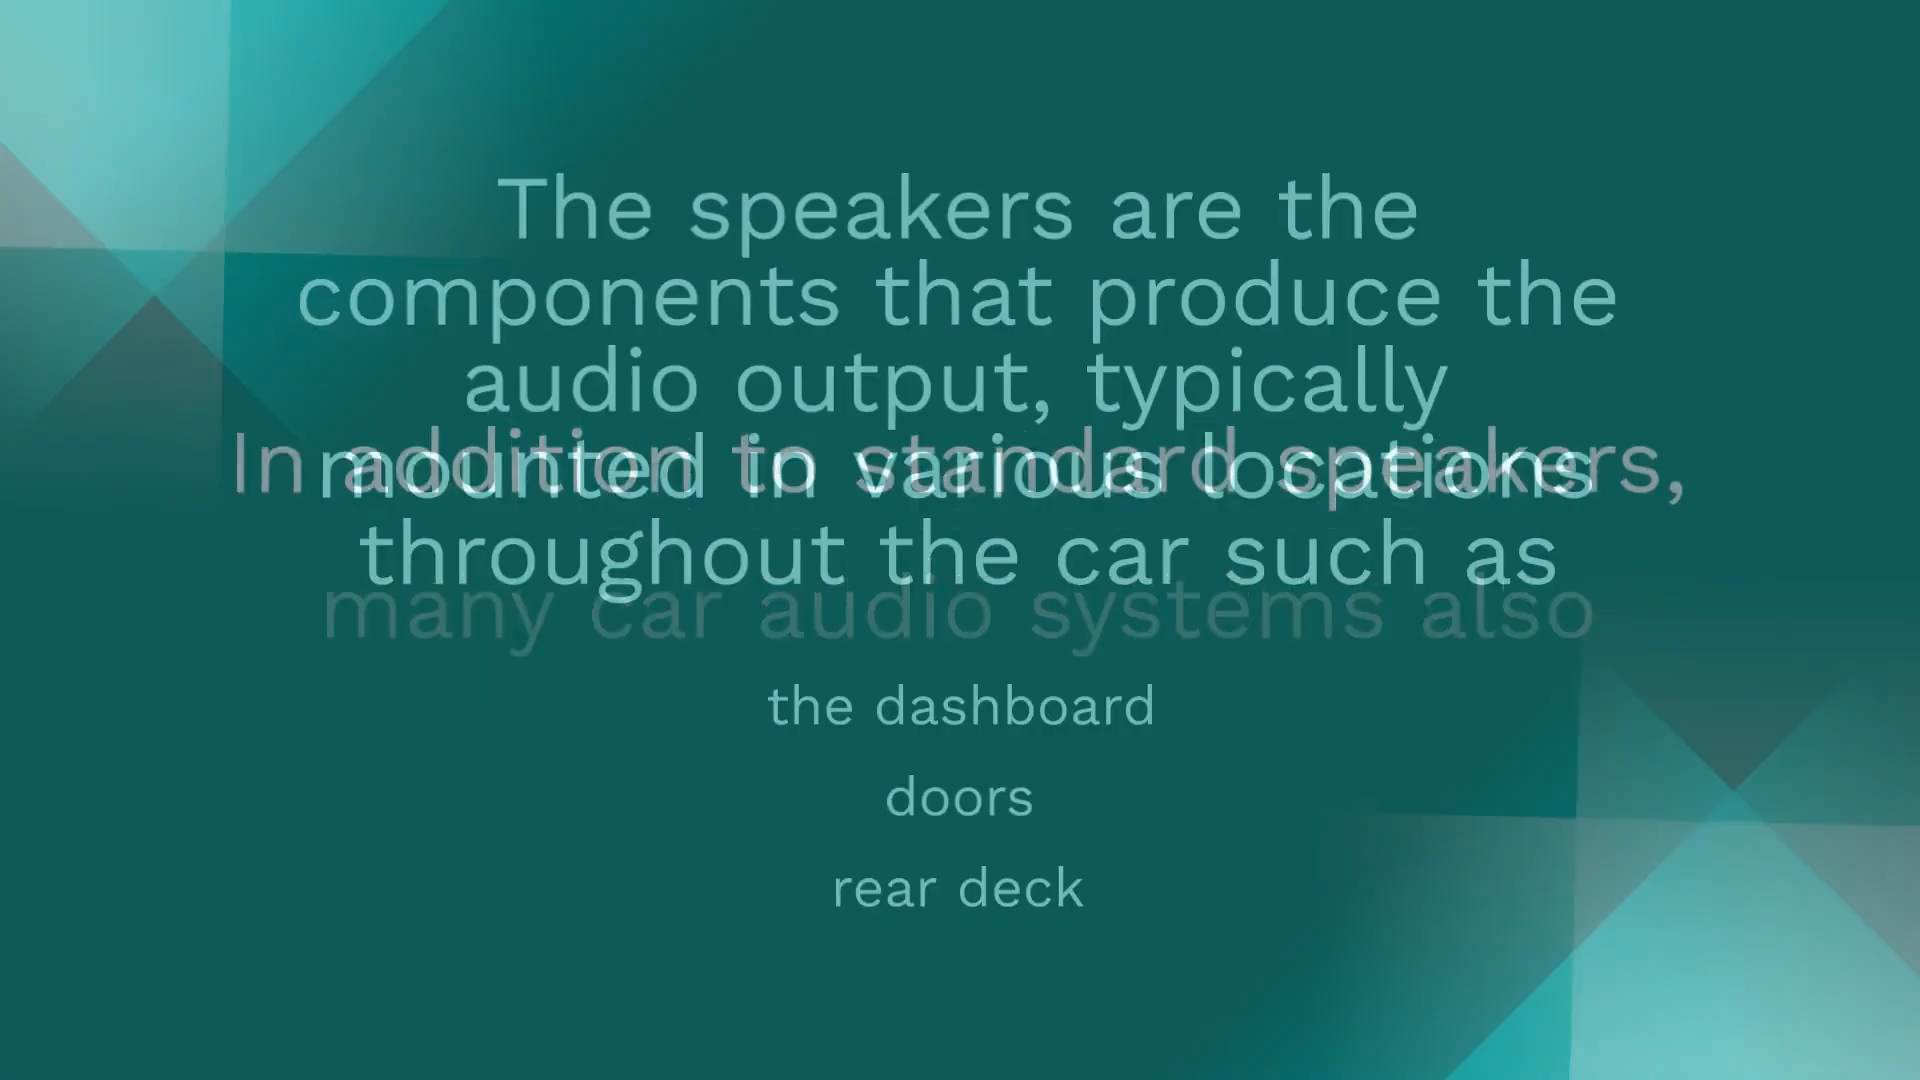 The speakers are the
components that produce the
audio output, typically
mounted in various locations
In addition to standard speakers,
throughout the car such as
many car audio systems also
the dashboard
doors
rear deck